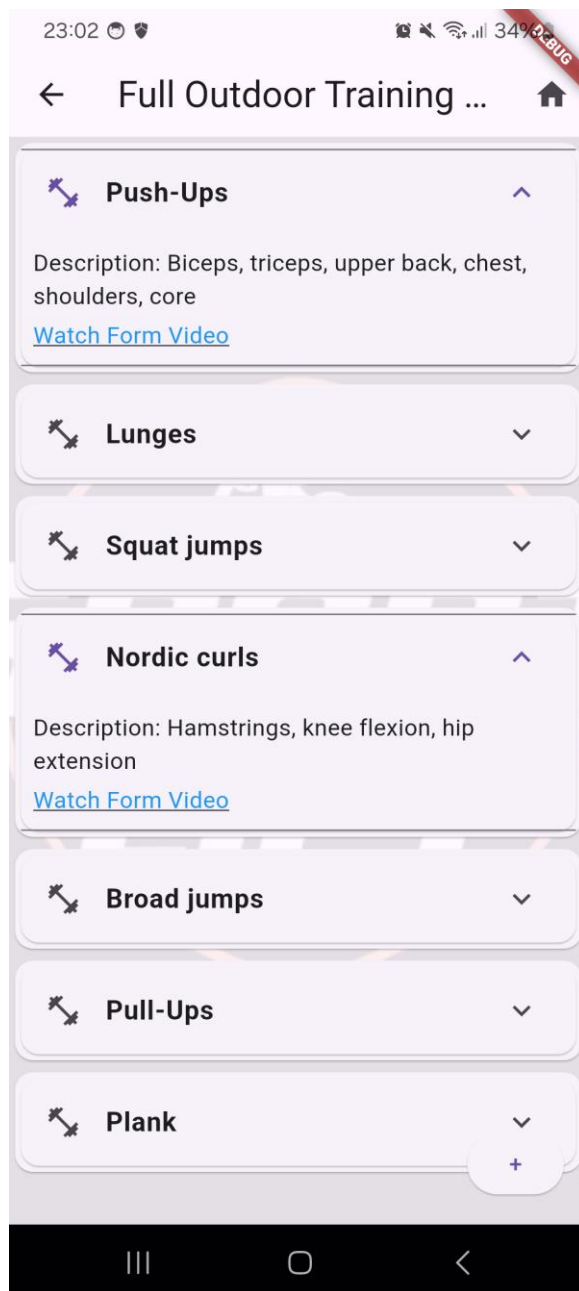 23:02
34%
DEBUG
Full Outdoor Training ...
Push-Ups
Description: Biceps, triceps, upper back, chest,
shoulders, core
Watch Form Video
Lunges
Squat jumps
Nordic curls
Description: Hamstrings, knee flexion, hip
extension
Watch Form Video
Broad jumps
Pull-Ups
Plank
+